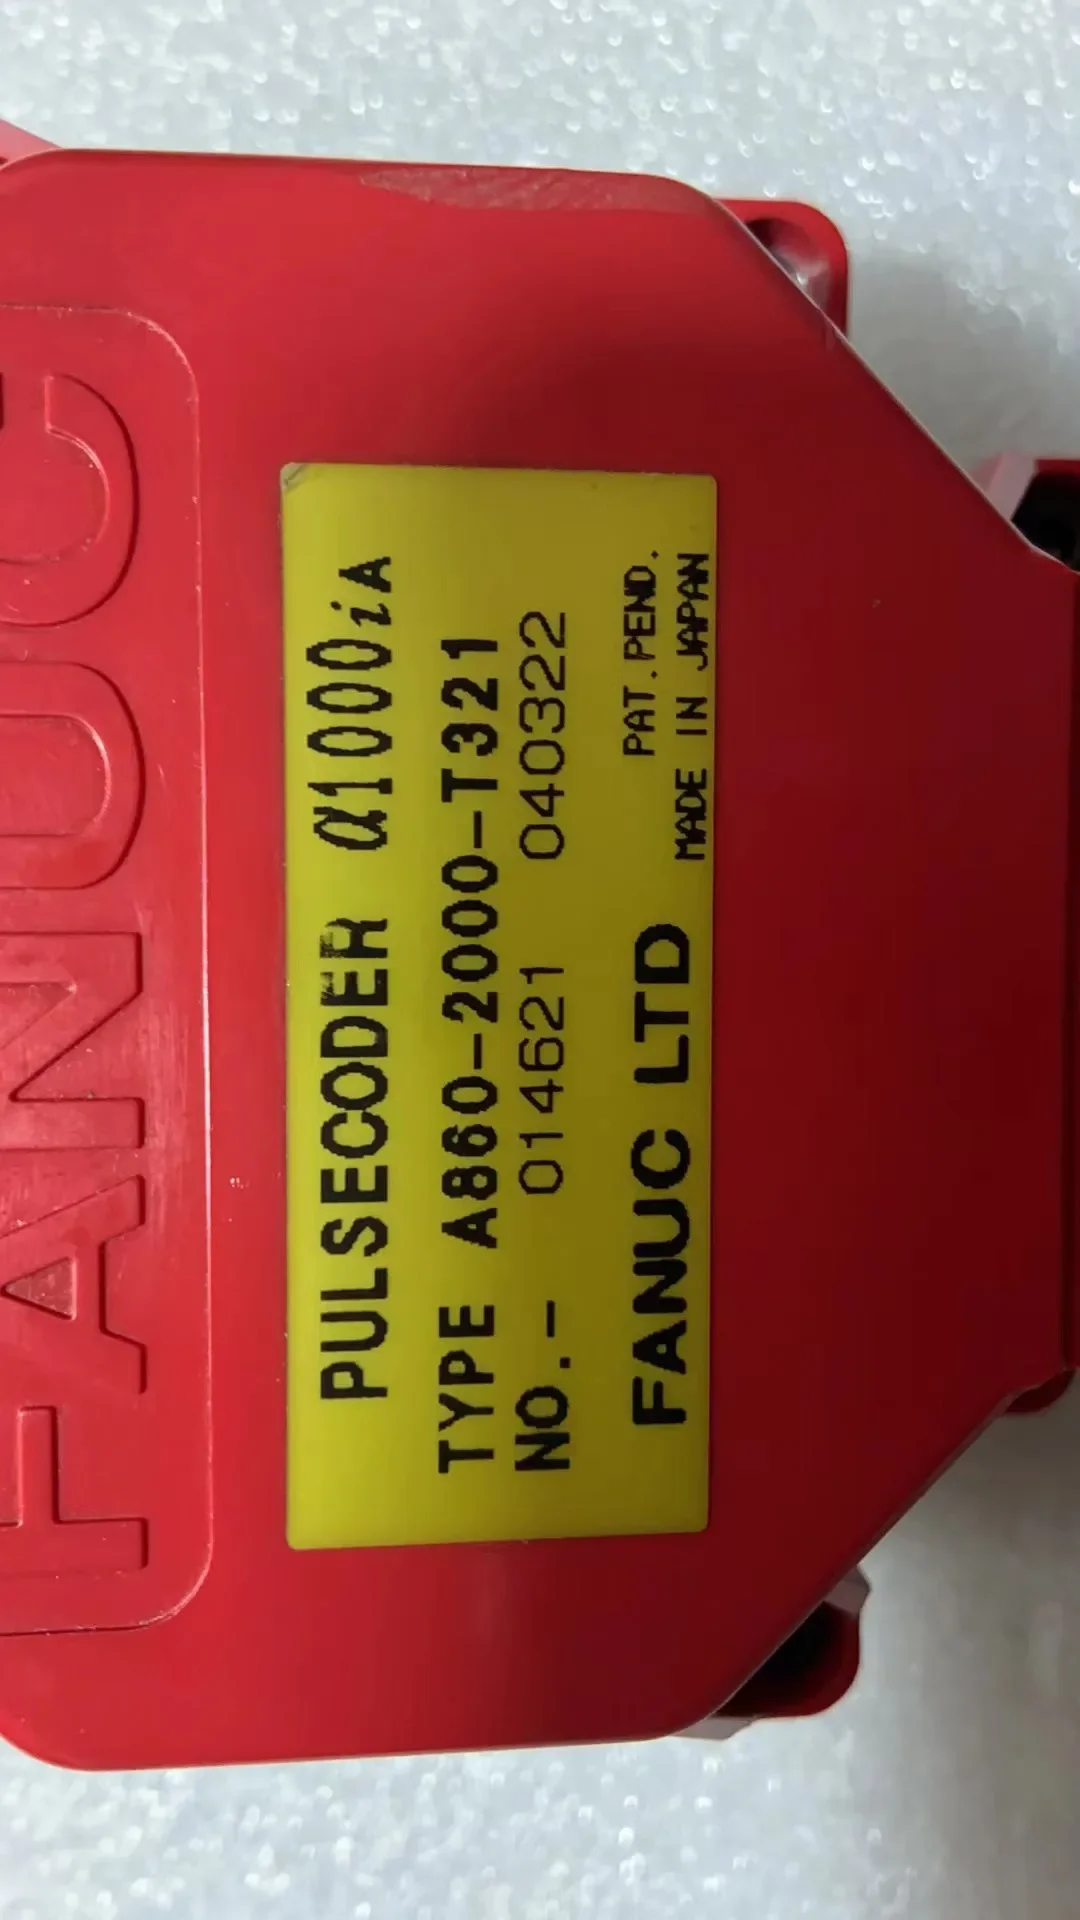 FANUC
PULSECODER α1000iA
TYPE A860-2000-T321
NO.- 014621 040322
PAT.PEND.
FANUC LTD MADE IN JAPAN